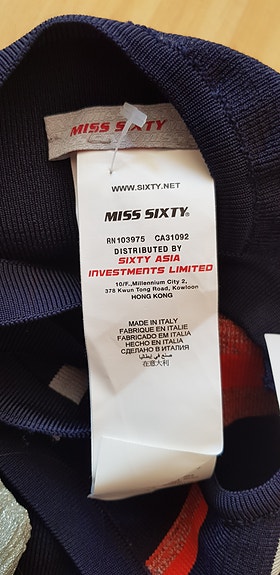 MISS SIXTY
WWW.SIXTY.NET
MISS SIXTY®
RN103975 CA31092
DISTRIBUTED BY
SIXTY ASIA
INVESTMENTS LIMITED
10/F.,Millennium City 2,
378 Kwun Tong Road, Kowloon
HONG KONG
MADE IN ITALY
FABRIQUE EN ITALIE
FABRICADO EM ITALIA
HECHO EN ITALIA
СДЕЛАНО В ИТАЛИЯ
صنع في ايطاليا
在意大利